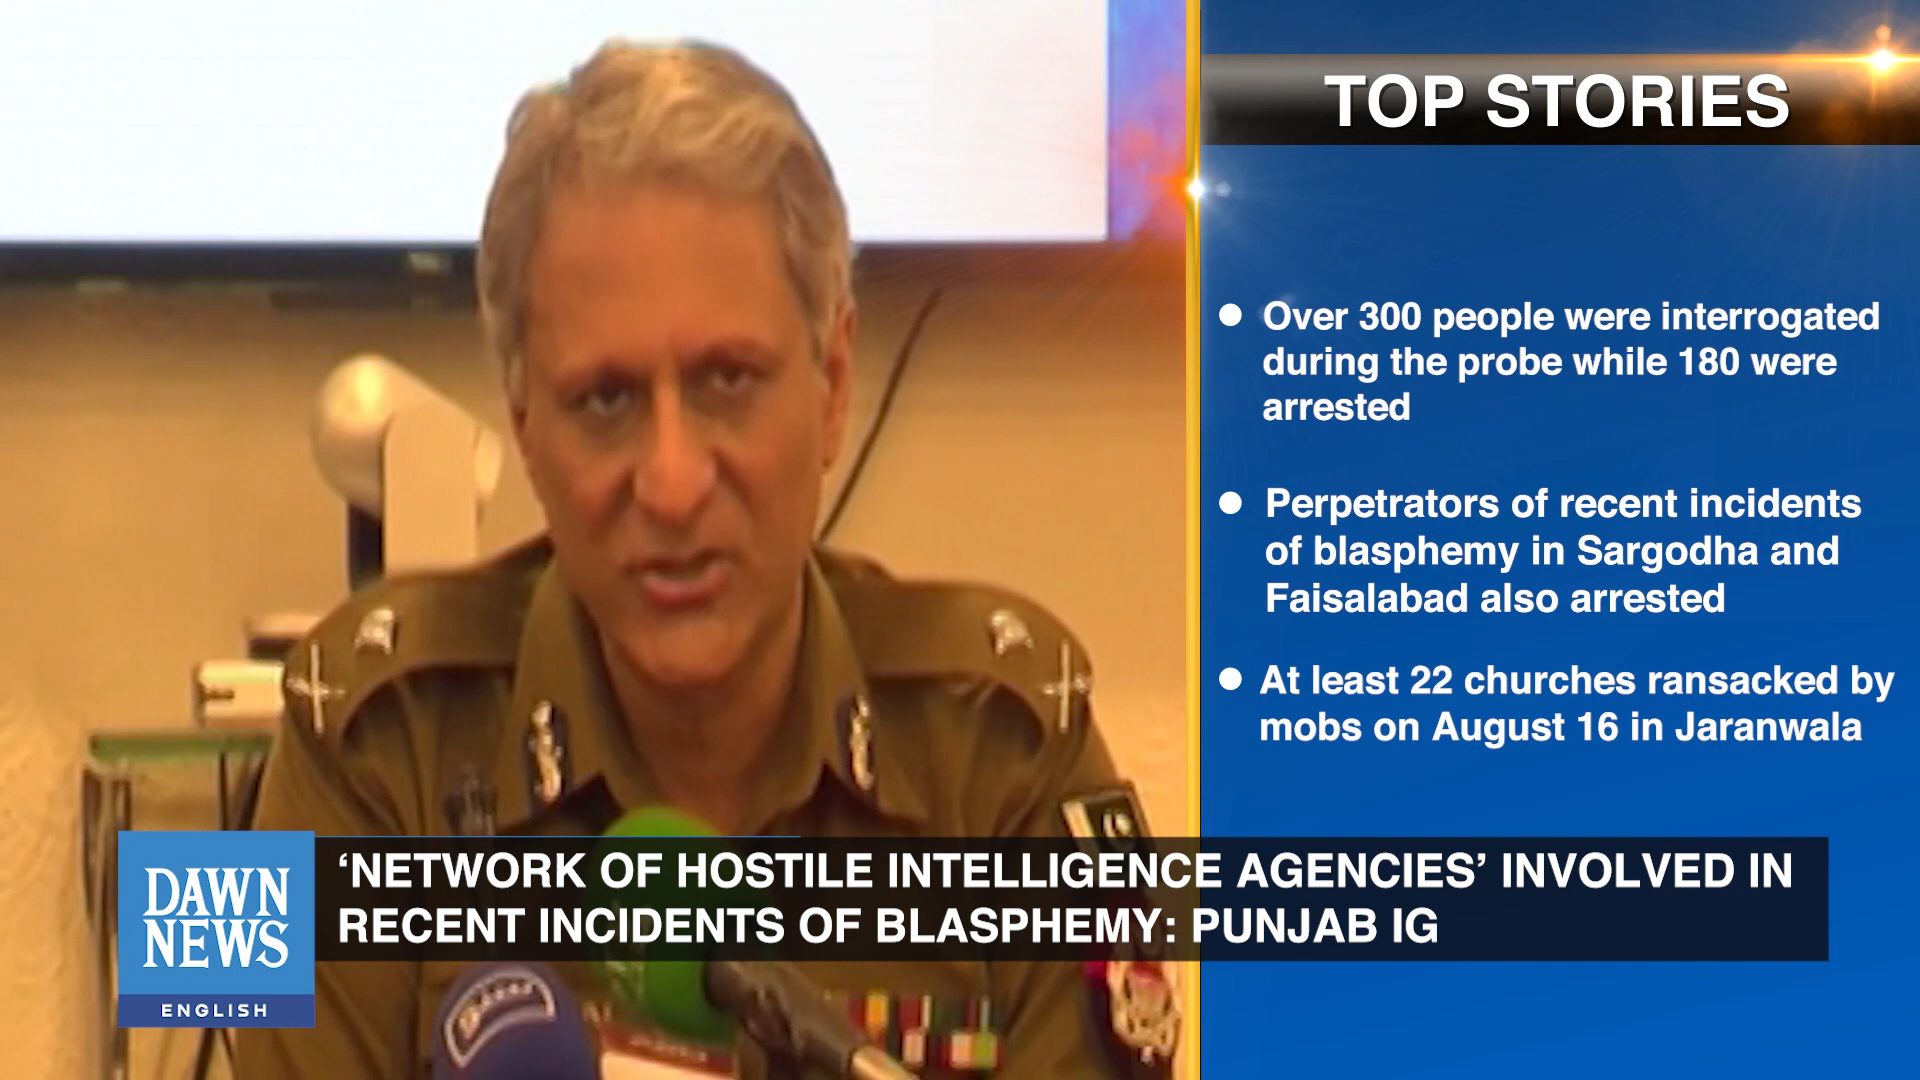 TOP STORIES
Over 300 people were interrogated
during the probe while 180 were
arrested
Perpetrators of recent incidents
of blasphemy in Sargodha and
Faisalabad also arrested
At least 22 churches ransacked by
mobs on August 16 in Jaranwala
‘NETWORK OF HOSTILE INTELLIGENCE AGENCIES’ INVOLVED IN
RECENT INCIDENTS OF BLASPHEMY: PUNJAB IG
DAWN
NEWS
ENGLISH